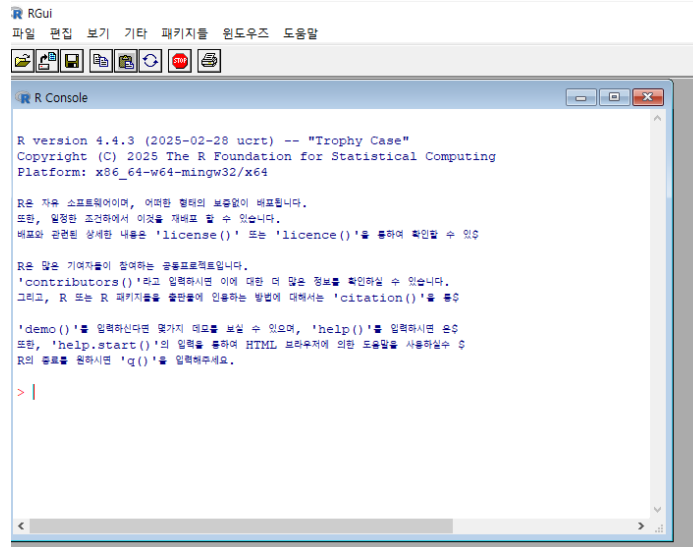 RGui
파일 편집 보기 기타 패키지들 윈도우즈 도움말
STOP
R Console
R version 4.4.3 (2025-02-28 ucrt) -- "Trophy Case"
Copyright (C) 2025 The R Foundation for Statistical Computing
Platform: x86_64-w64-mingw32/x64
R은 자유 소프트웨어이며, 어떠한 형태의 보증없이 배포됩니다.
또한, 일정한 조건하에서 이것을 재배포 할 수 있습니다.
배포와 관련된 상세한 내용은 'license()' 또는 'licence()'을 통하여 확인할 수 있$
R은 많은 기여자들이 참여하는 공동프로젝트입니다.
'contributors()'라고 입력하시면 이에 대한 더 많은 정보를 확인하실 수 있습니다.
그리고, R 또는 R 패키지들을 출판물에 인용하는 방법에 대해서는 'citation()'을 통$
'demo()'를 입력하신다면 몇가지 데모를 보실 수 있으며, 'help()'를 입력하시면 온$
또한, 'help.start()'의 입력을 통하여 HTML 브라우저에 의한 도움말을 사용하실수 $
R의 종료를 원하시면 'q()'을 입력해주세요.
>